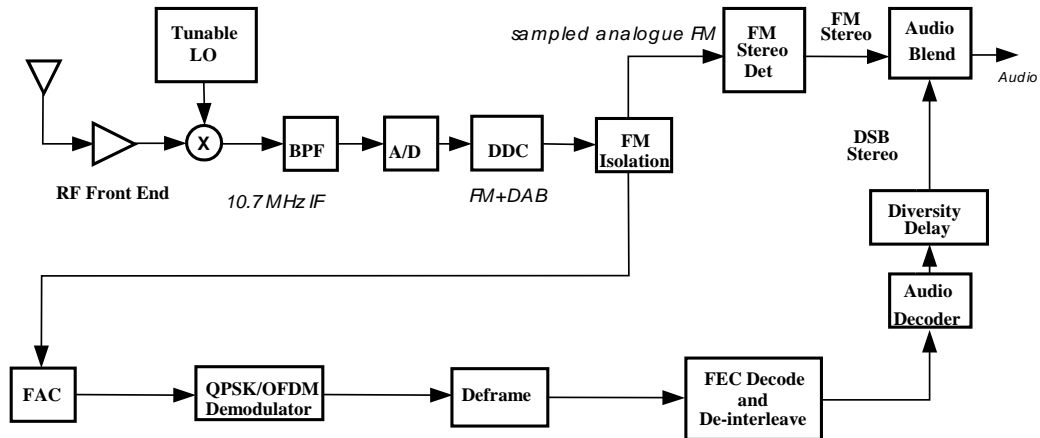 Tunable
LO
sampled analogue FM
FM
Stereo
Det
FM
Stereo
Audio
Blend
Audio
X
BPF
A/D
DDC
FM
Isolation
RF Front End
10.7 MHz IF
FM+DAB
DSB
Stereo
Diversity
Delay
Audio
Decoder
FAC
QPSK/OFDM
Demodulator
Deframe
FEC Decode
and
De-interleave